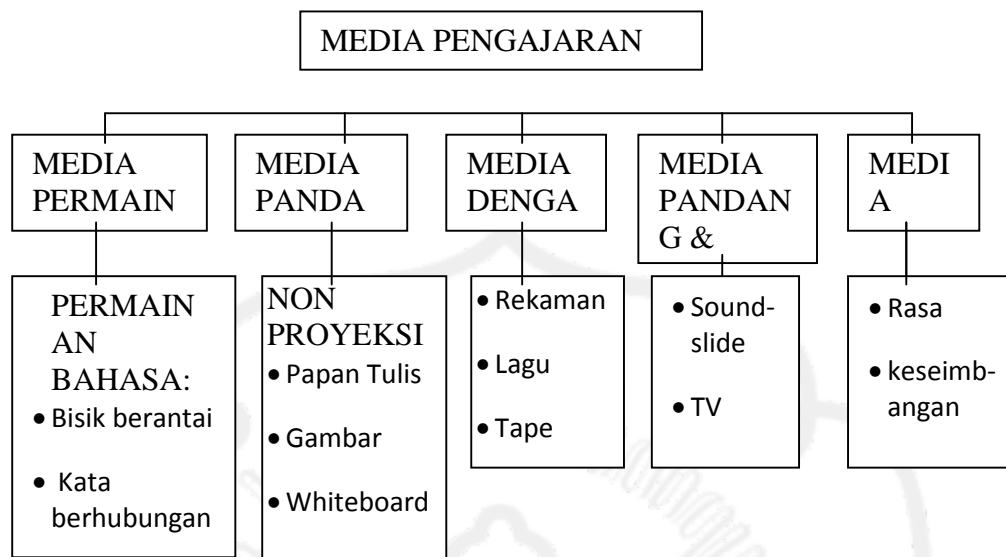 MEDIA PENGAJARAN
MEDIA
PERMAIN
MEDIA
PANDA
MEDIA
DENGA
MEDIA
PANDAN
G &
MEDI
A
PERMAIN
AN
BAHASA:
• Bisik berantai
• Kata
berhubungan
NON
PROYEKSI
• Papan Tulis
• Gambar
• Whiteboard
• Rekaman
• Lagu
• Tape
• Sound-
slide
• TV
• Rasa
• keseimb-
angan